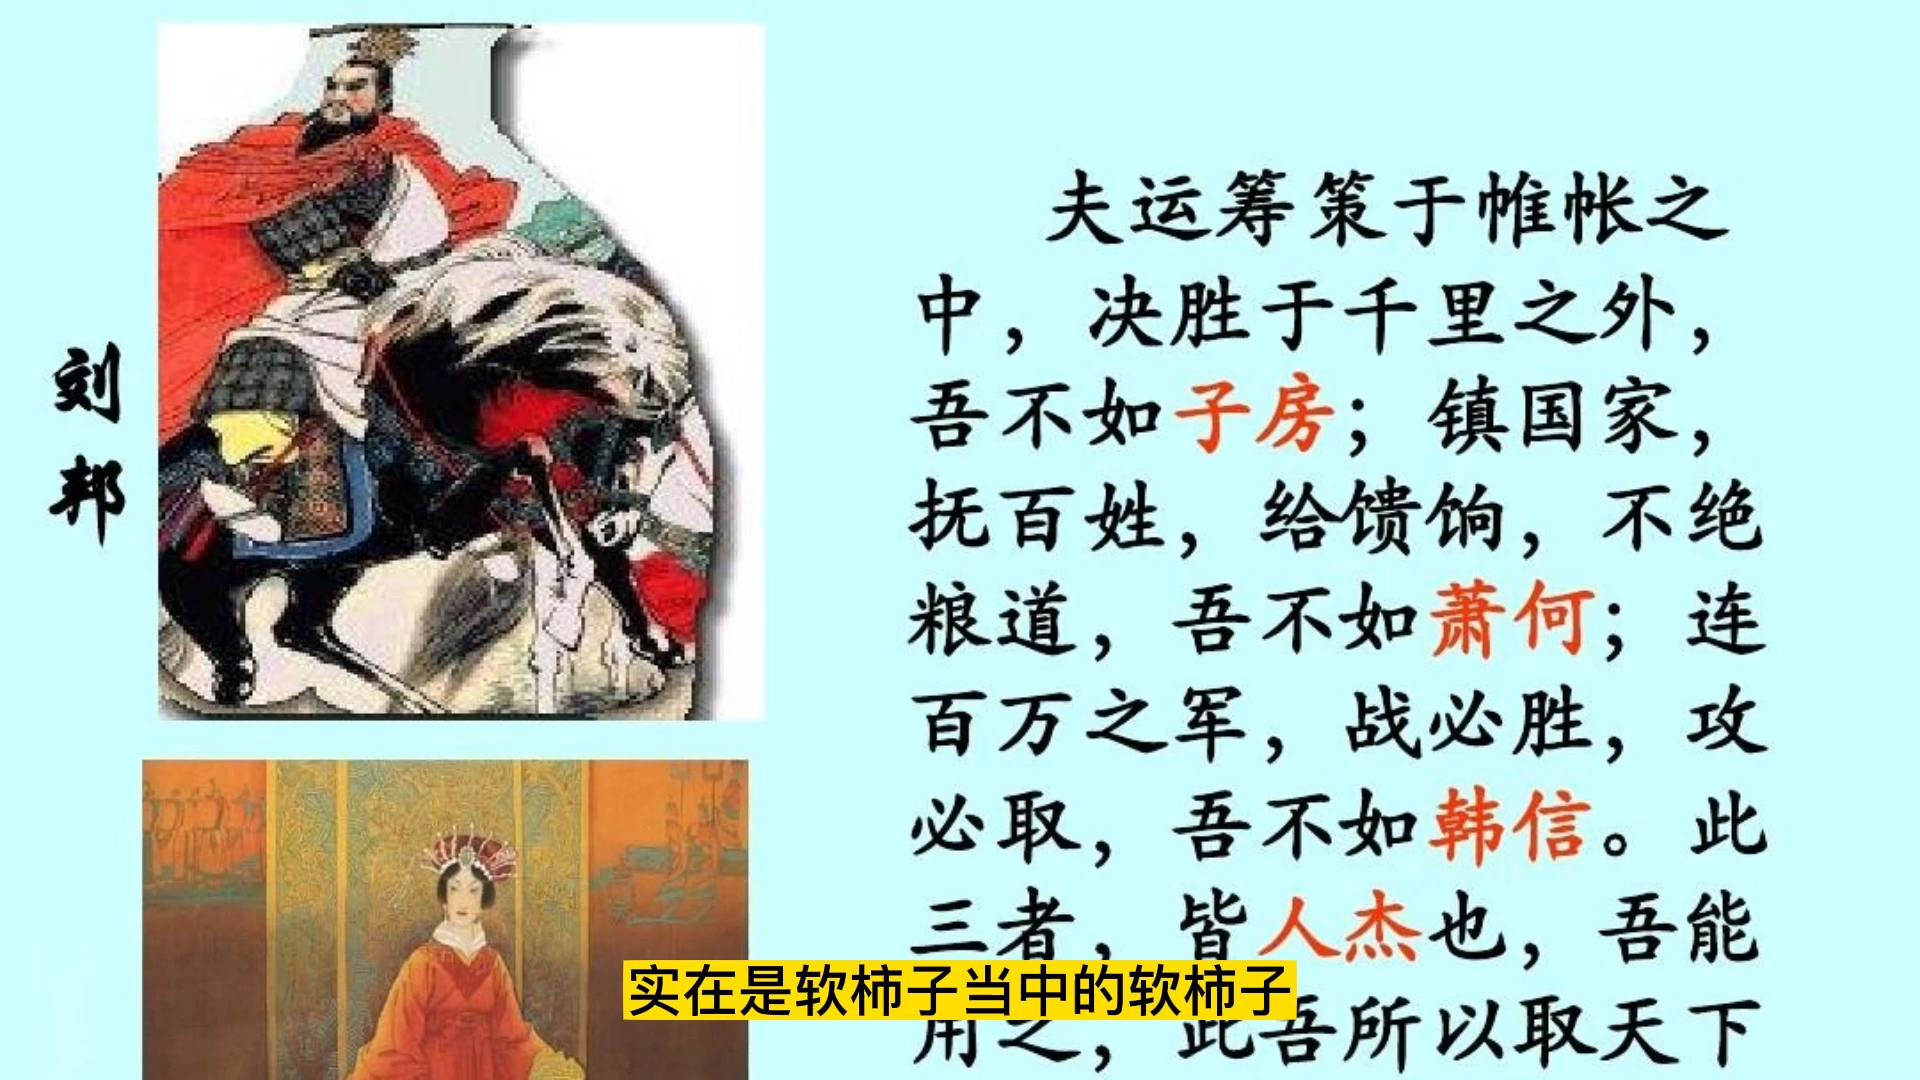 刘邦
夫运筹策于帷帐之
中，决胜于千里之外，
吾不如子房；镇国家，
抚百姓，给馈饷，不绝
粮道，吾不如萧何；连
百万之军，战必胜，攻
必取，吾不如韩信。此
三者，皆人杰也，吾能
用之，此吾所以取天下
实在是软柿子当中的软柿子